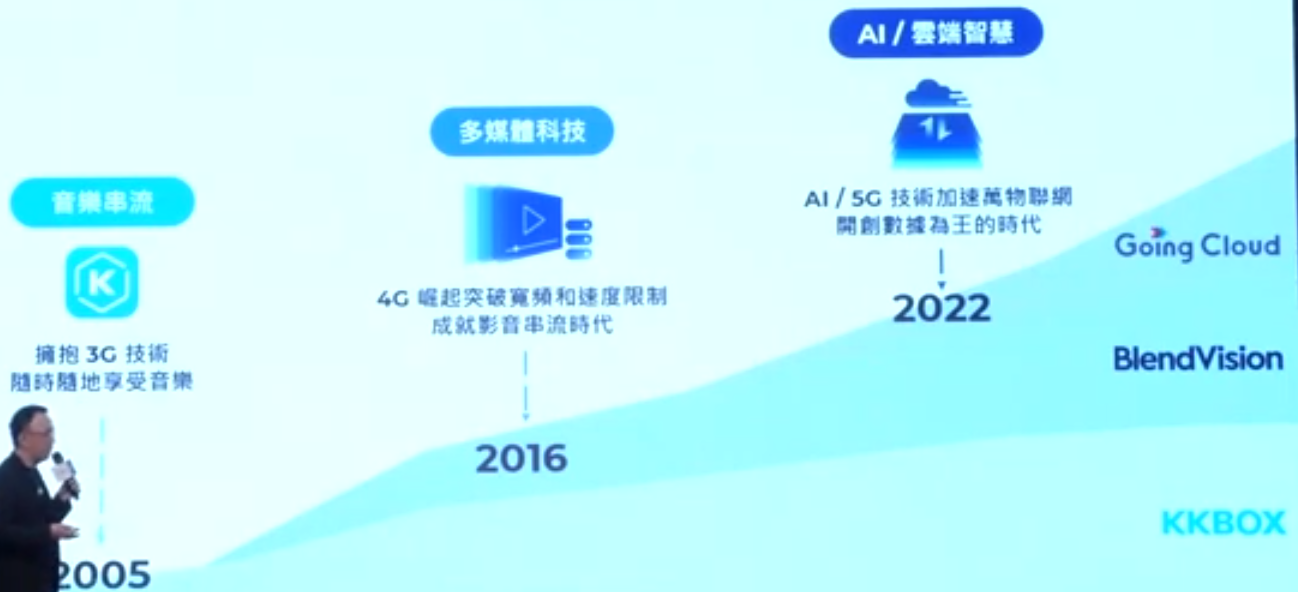 音樂串流
K
擁抱 3G 技術
隨時隨地享受音樂
2005
多媒體科技
4G 崛起突破寬頻和速度限制
成就影音串流時代
2016
AI / 雲端智慧
AI / 5G 技術加速萬物聯網
開創數據為王的時代
2022
Going Cloud
BlendVision
KKBOX